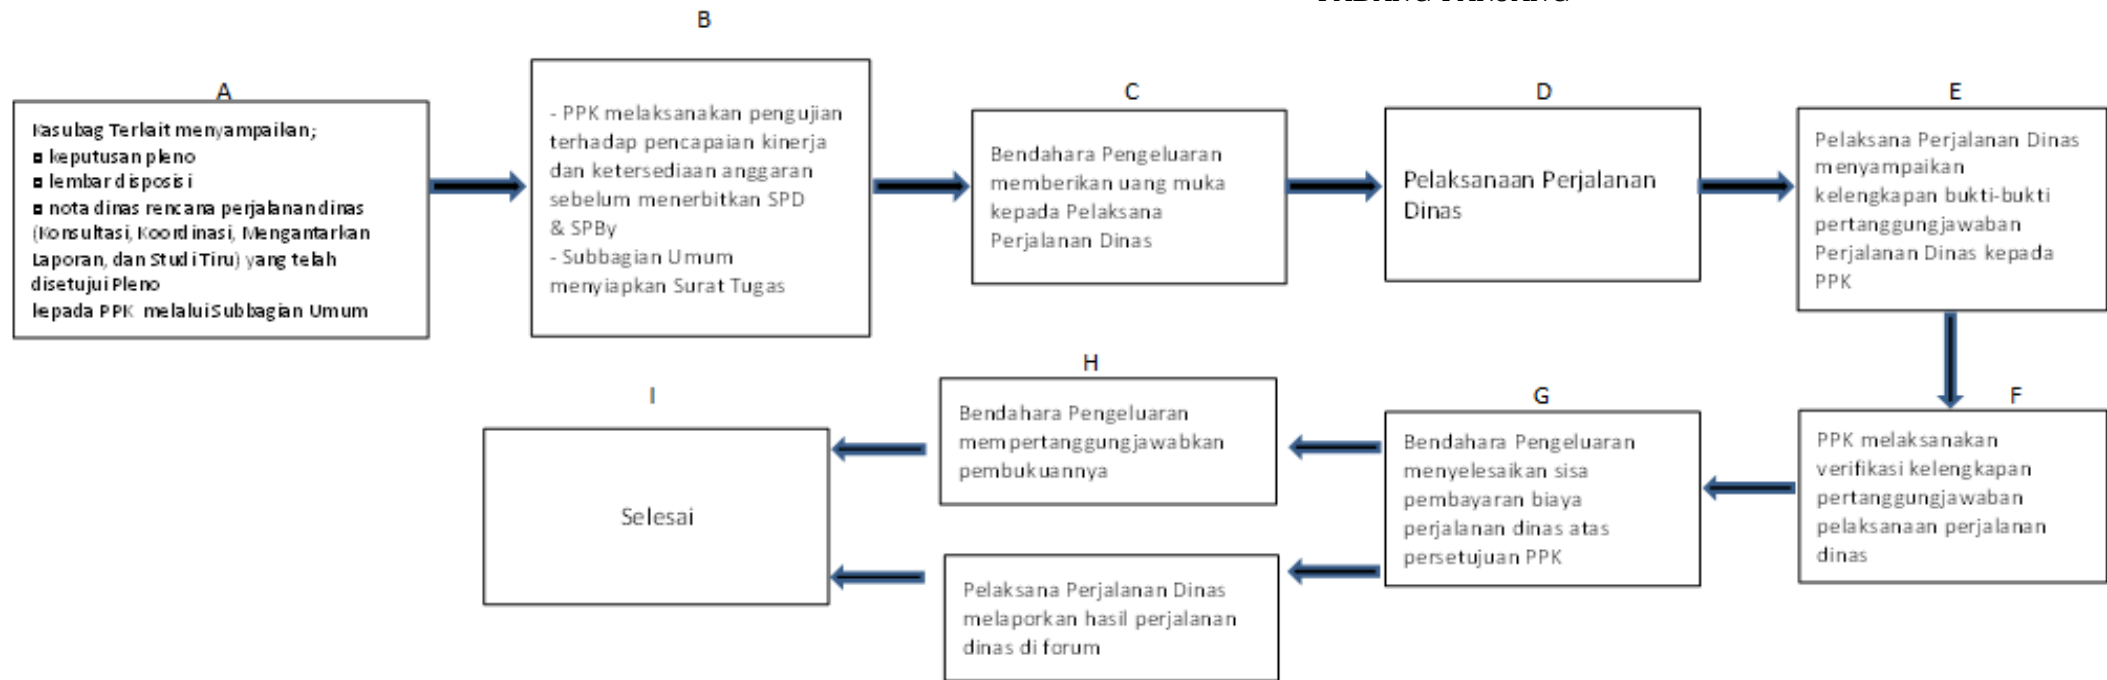 A
Kasubag Terkait menyampaikan;
▪ keputusan pleno
▪ lembar disposisi
▪ nota dinas rencana perjalanan dinas
(Konsultasi, Koordinasi, Mengantarkan
Laporan, dan Studi Tiru) yang telah
disetujui Pleno
kepada PPK melalui Subbagian Umum
B
- PPK melaksanakan pengujian
terhadap pencapaian kinerja
dan ketersediaan anggaran
sebelum menerbitkan SPD
& SPBy
- Subbagian Umum
menyiapkan Surat Tugas
C
Bendahara Pengeluaran
memberikan uang muka
kepada Pelaksana
Perjalanan Dinas
D
Pelaksanaan Perjalanan
Dinas
E
Pelaksana Perjalanan Dinas
menyampaikan
kelengkapan bukti-bukti
pertanggungjawaban
Perjalanan Dinas kepada
PPK
F
PPK melaksanakan
verifikasi kelengkapan
pertanggungjawaban
pelaksanaan perjalanan
dinas
G
Bendahara Pengeluaran
menyelesaikan sisa
pembayaran biaya
perjalanan dinas atas
persetujuan PPK
H
Bendahara Pengeluaran
mempertanggungjawabkan
pembukuannya
Pelaksana Perjalanan Dinas
melaporkan hasil perjalanan
dinas di forum
I
Selesai